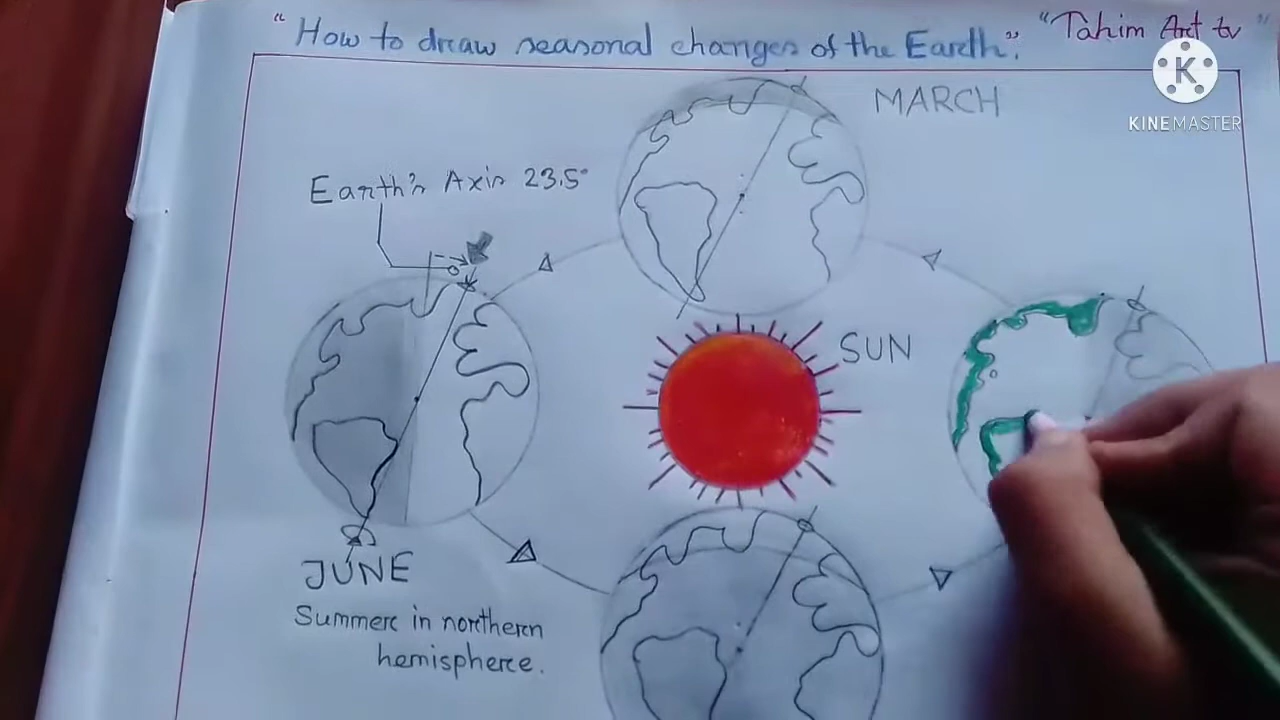 "How to draw seasonal changes of the Earth". "Tahim Art tv"
K
KINEMASTER
MARCH
Earth's Axis 23.5°
SUN
JUNE
Summer in northern
hemisphere.